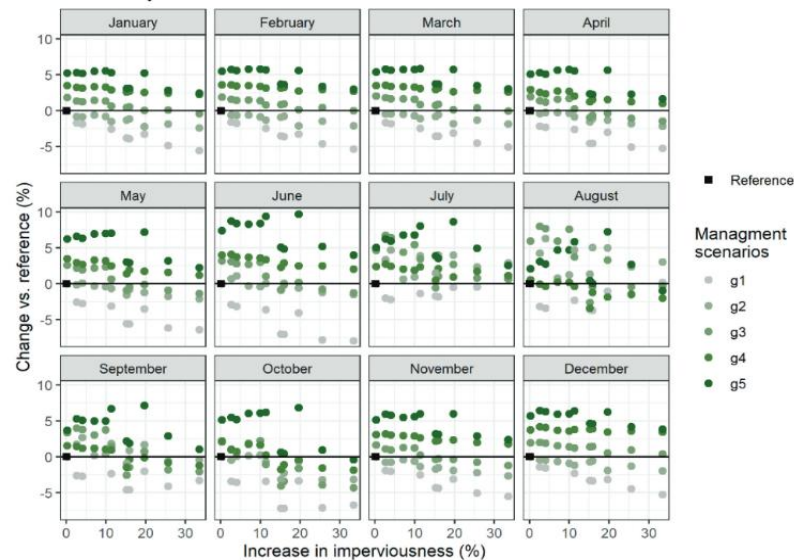 January February March April
10
5
0
-5
May June July August
10
5
0
-5
September October November December
10
5
0
-5
0 10 20 30 0 10 20 30 0 10 20 30 0 10 20 30
Increase in imperviousness (%)
Change vs. reference (%)
Reference
Managment
scenarios
g1
g2
g3
g4
g5